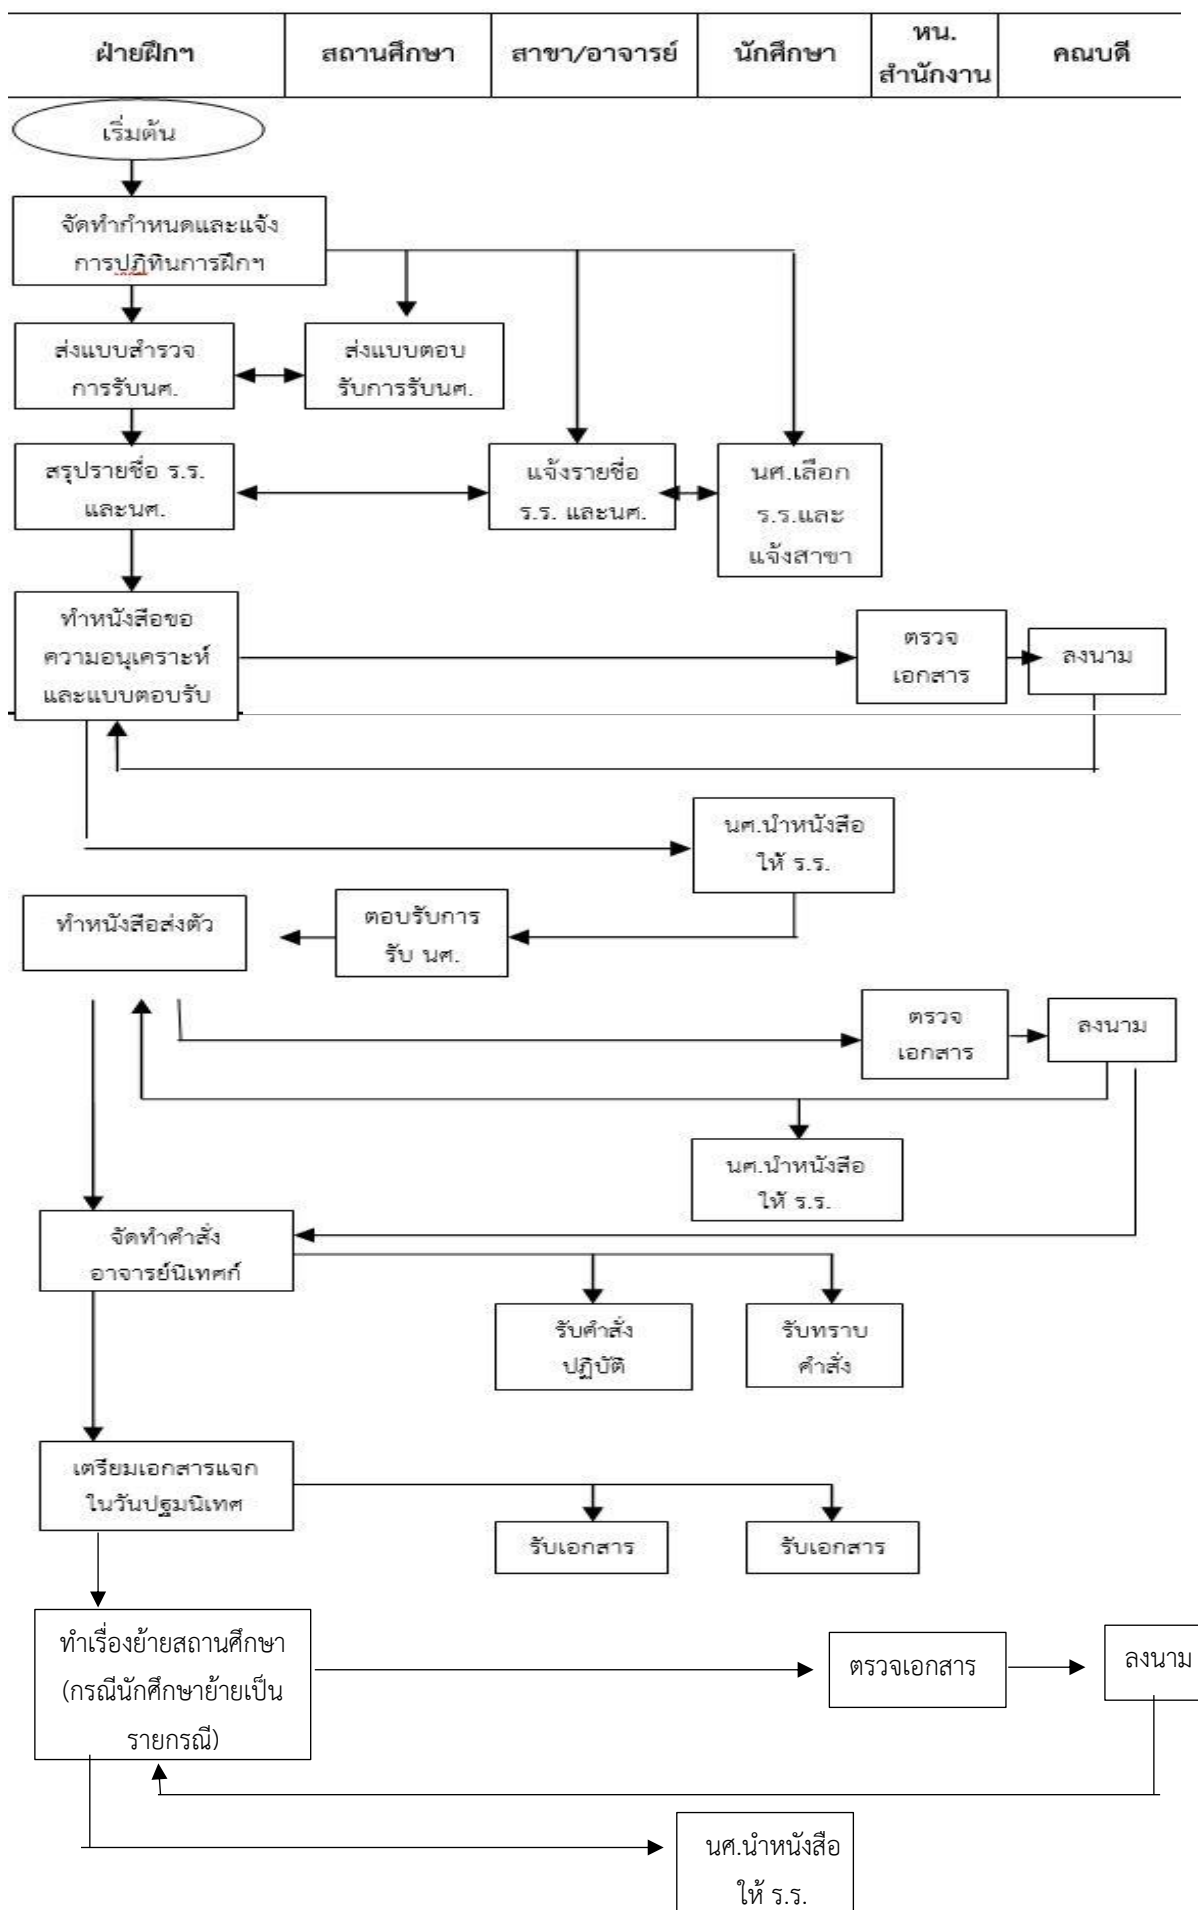 ฝ่ายฝึกฯ
สถานศึกษา
สาขา/อาจารย์
นักศึกษา
หน.
สำนักงาน
คณบดี
เริ่มต้น
จัดทำกำหนดและแจ้ง
การปฏิทินการฝึกฯ
ส่งแบบสำรวจ
การรับนศ.
ส่งแบบตอบ
รับการรับนศ.
สรุปรายชื่อ ร.ร.
และนศ.
แจ้งรายชื่อ
ร.ร. และนศ.
นศ.เลือก
ร.ร.และ
แจ้งสาขา
ทำหนังสือขอ
ความอนุเคราะห์
และแบบตอบรับ
ตรวจ
เอกสาร
ลงนาม
นศ.นำหนังสือ
ให้ ร.ร.
ทำหนังสือส่งตัว
ตอบรับการ
รับ นศ.
ตรวจ
เอกสาร
ลงนาม
นศ.นำหนังสือ
ให้ ร.ร.
จัดทำคำสั่ง
อาจารย์นิเทศก์
รับคำสั่ง
ปฏิบัติ
รับทราบ
คำสั่ง
เตรียมเอกสารแจก
ในวันปฐมนิเทศ
รับเอกสาร
รับเอกสาร
ทำเรื่องย้ายสถานศึกษา
(กรณีนักศึกษาย้ายเป็น
รายกรณี)
ตรวจเอกสาร
ลงนาม
นศ.นำหนังสือ
ให้ ร.ร.